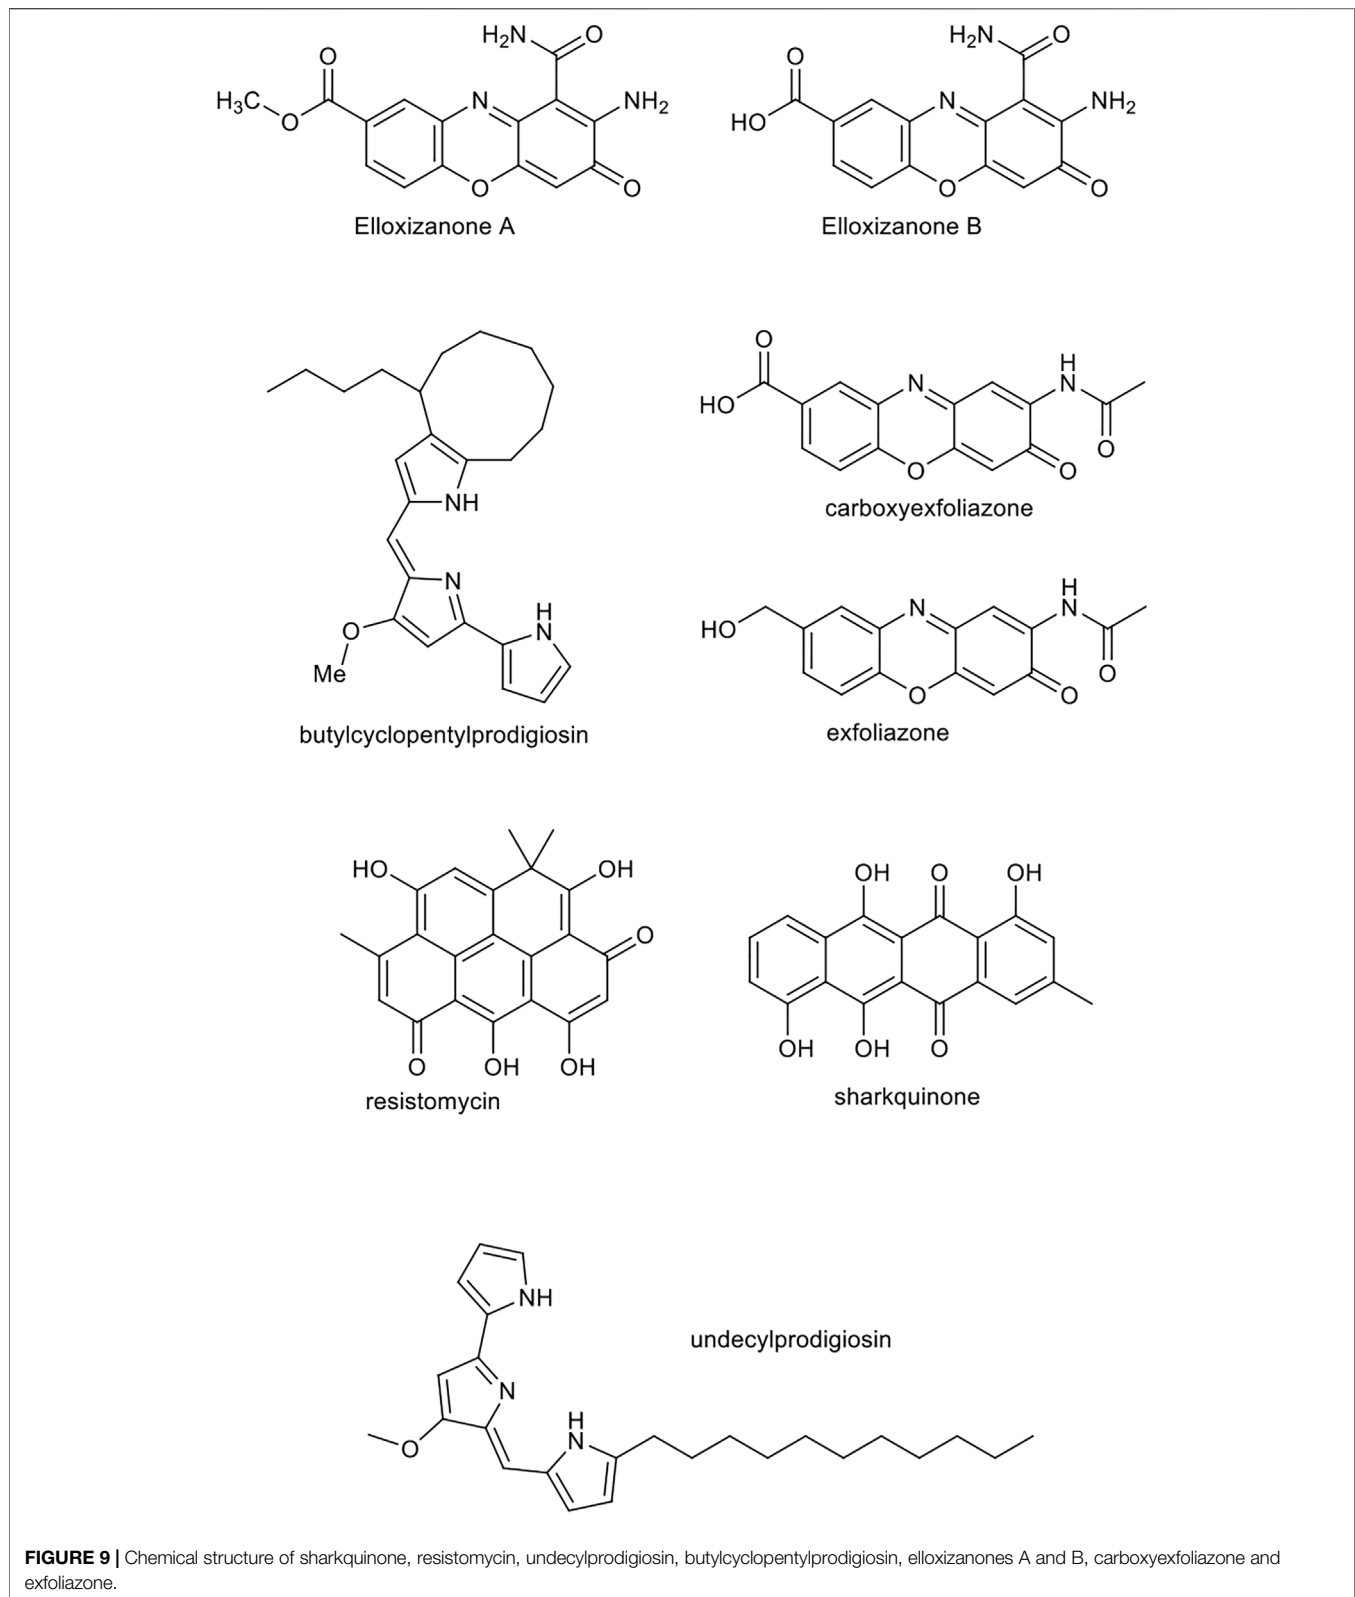 H₂N O H₂N O
O O
H₃C N NH₂ N NH₂
O HO
O O O O
Elloxizanone A Elloxizanone B
O H
N N
HO
O O O
NH carboxyexfoliazone
N H
H N N
O N HO
Me O O O
butylcyclopentylprodigiosin exfoliazone
HO OH OH O OH
O
O OH OH OH OH O
resistomycin sharkquinone
NH
undecylprodigiosin
N
H
O N
FIGURE 9 | Chemical structure of sharkquinone, resistomycin, undecylprodigiosin, butylcyclopentylprodigiosin, elloxizanones A and B, carboxyexfoliazone and
exfoliazone.